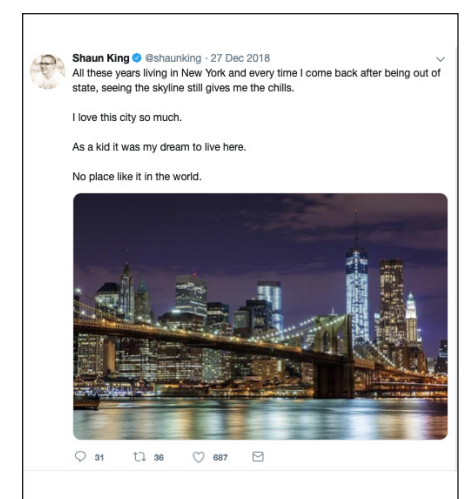 Shaun King @shaunking · 27 Dec 2018
All these years living in New York and every time I come back after being out of
state, seeing the skyline still gives me the chills.
I love this city so much.
As a kid it was my dream to live here.
No place like it in the world.
31 36 687